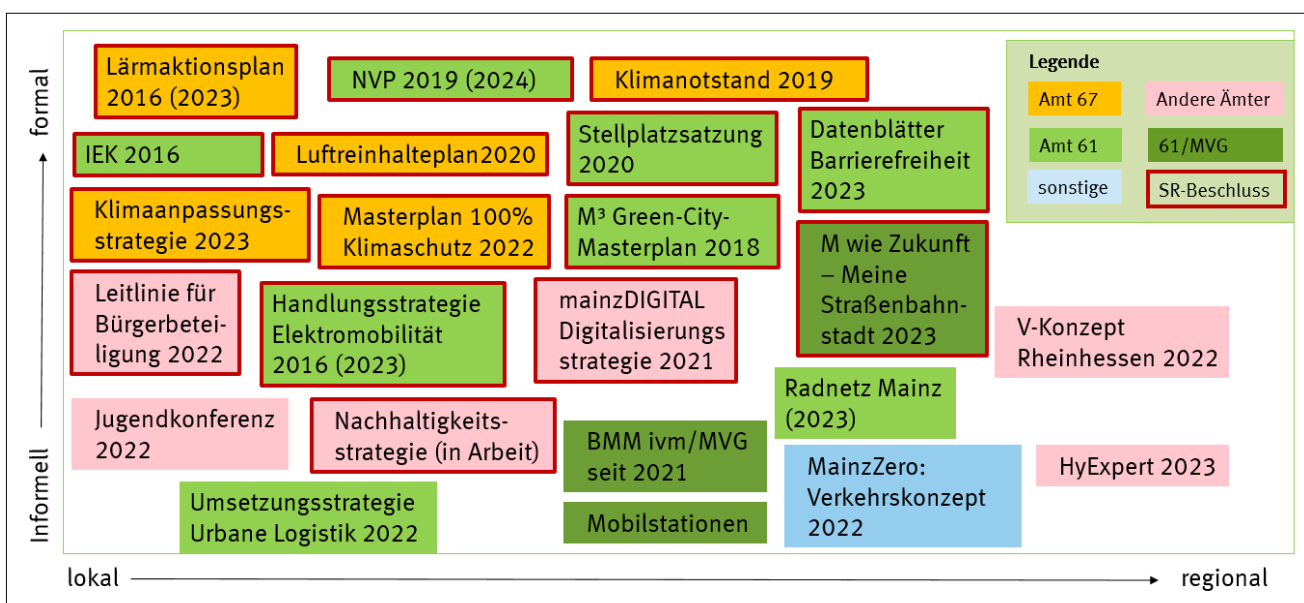 formal
Informell
lokal
regional
Lärmaktionsplan
2016 (2023)
NVP 2019 (2024)
Klimanotstand 2019
IEK 2016
Luftreinhalteplan2020
Stellplatzsatzung
2020
Datenblätter
Barrierefreiheit
2023
Klimaanpassungs-
strategie 2023
Masterplan 100%
Klimaschutz 2022
M³ Green-City-
Masterplan 2018
M wie Zukunft
– Meine
Straßenbahn-
stadt 2023
Leitlinie für
Bürgerbetei-
ligung 2022
Handlungsstrategie
Elektromobilität
2016 (2023)
mainzDIGITAL
Digitalisierungs
strategie 2021
V-Konzept
Rheinhessen 2022
Jugendkonferenz
2022
Nachhaltigkeits-
strategie (in Arbeit)
Radnetz Mainz
(2023)
BMM ivm/MVG
seit 2021
MainzZero:
Verkehrskonzept
2022
HyExpert 2023
Umsetzungsstrategie
Urbane Logistik 2022
Mobilstationen
Legende
Amt 67
Andere Ämter
Amt 61
61/MVG
sonstige
SR-Beschluss